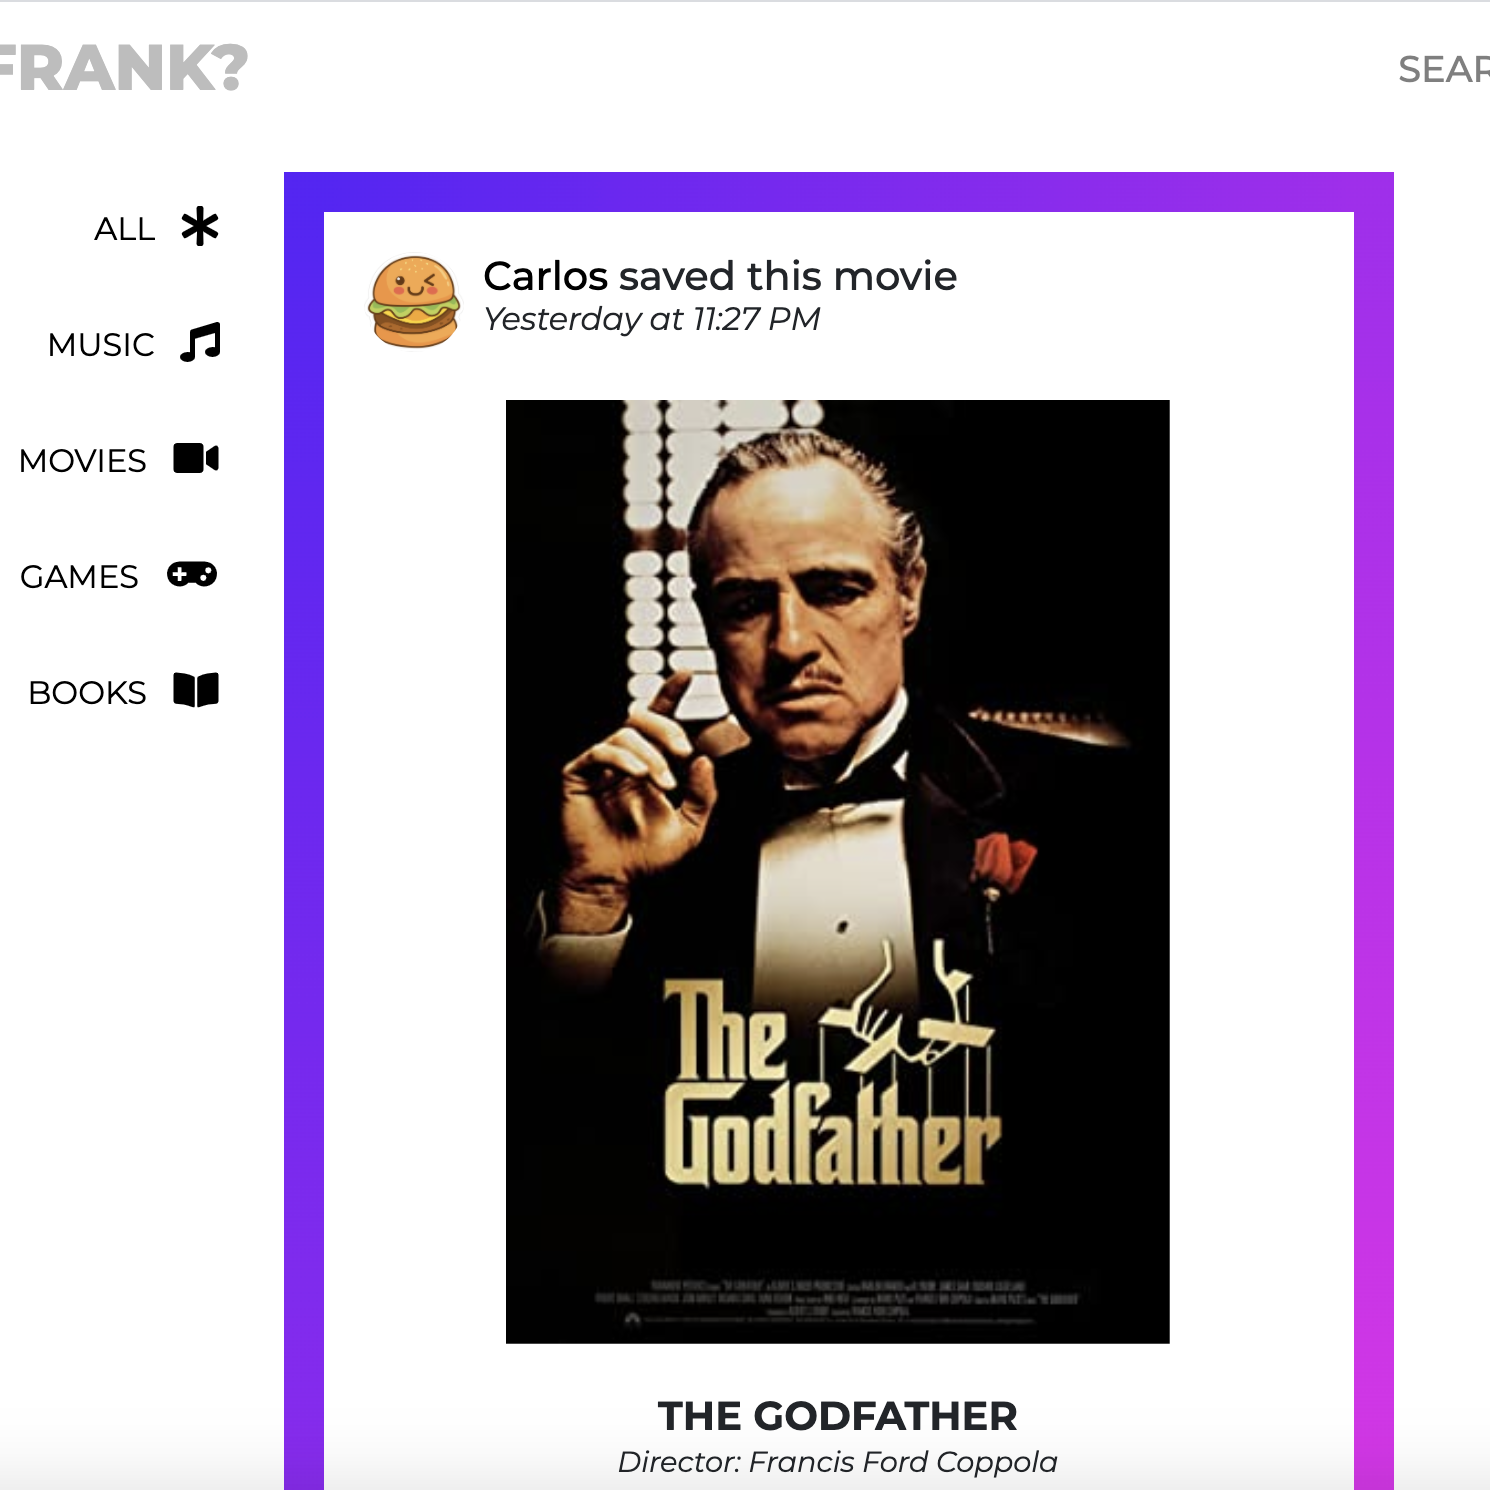 FRANK?
SEAR
ALL
MUSIC
MOVIES
GAMES
BOOKS
Carlos saved this movie
Yesterday at 11:27 PM
The
Godfather
THE GODFATHER
Director: Francis Ford Coppola